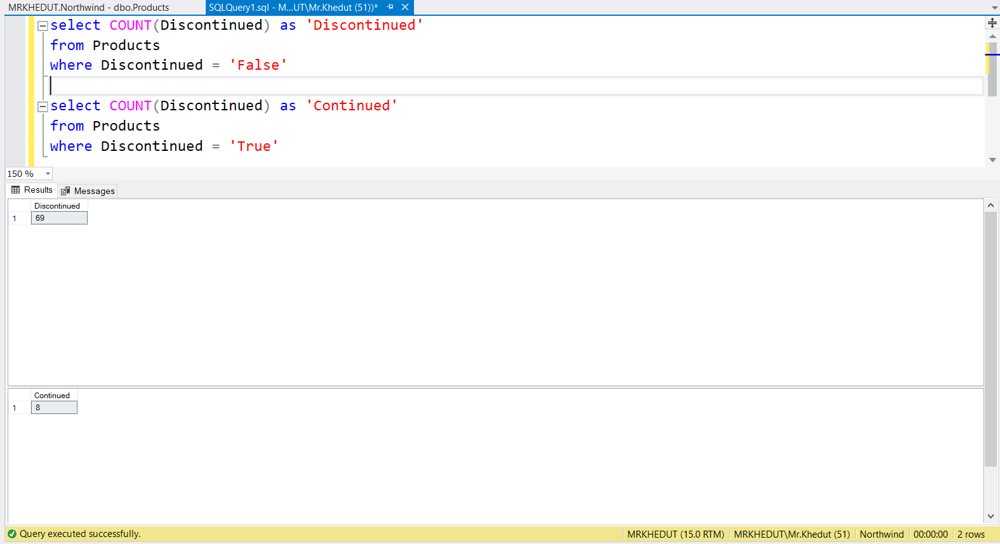 MRKHEDUT.Northwind - dbo.Products
SQLQuery1.sql - M...UT\Mr.Khedut (51))*
select COUNT(Discontinued) as 'Discontinued'
from Products
where Discontinued = 'False'
select COUNT(Discontinued) as 'Continued'
from Products
where Discontinued = 'True'
150 %
Results
Messages
Discontinued
1 69
Continued
1 8
Query executed successfully.
MRKHEDUT (15.0 RTM)
MRKHEDUT\Mr.Khedut (51)
Northwind
00:00:00
2 rows